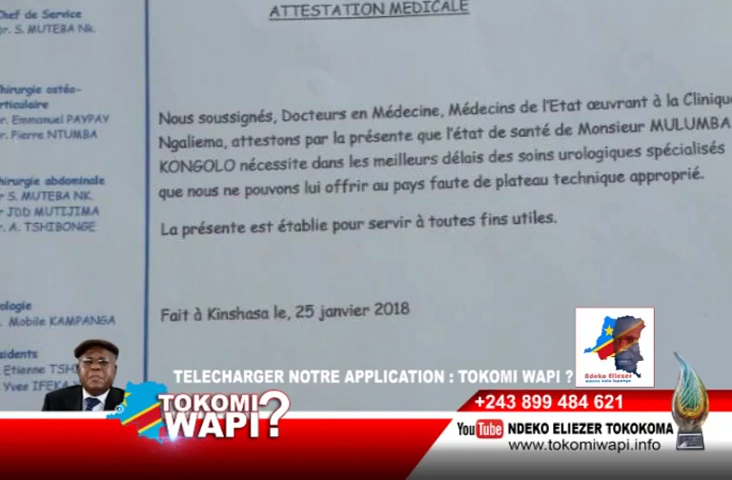 ATTESTATION MEDICALE
Chef de Service
Dr. S. MUTEBA Nk.
Chirurgie ostéo-
articulaire
Dr. Emmanuel PAYPAY
Dr. Pierre NTUMBA
Chirurgie abdominale
Dr S. MUTEBA NK.
Dr JDD MUTIJIMA
Dr. A. TSHIBONGE
ologie
. Mobile KAMPANGA
sidents
Etienne TSH
Yves IFEKA
Nous soussignés, Docteurs en Médecine, Médecins de l'Etat œuvrant à la Clinique
Ngaliema, attestons par la présente que l'état de santé de Monsieur MULUMBA
KONGOLO nécessite dans les meilleurs délais des soins urologiques spécialisés
que nous ne pouvons lui offrir au pays faute de plateau technique approprié.
La présente est établie pour servir à toutes fins utiles.
Fait à Kinshasa le, 25 janvier 2018
Ndeko Eliezer
TELECHARGER NOTRE APPLICATION : TOKOMI WAPI ?
TOKOMI
WAPI?
+243 899 484 621
YouTube NDEKO ELIEZER TOKOKOMA
www.tokomiwapi.info